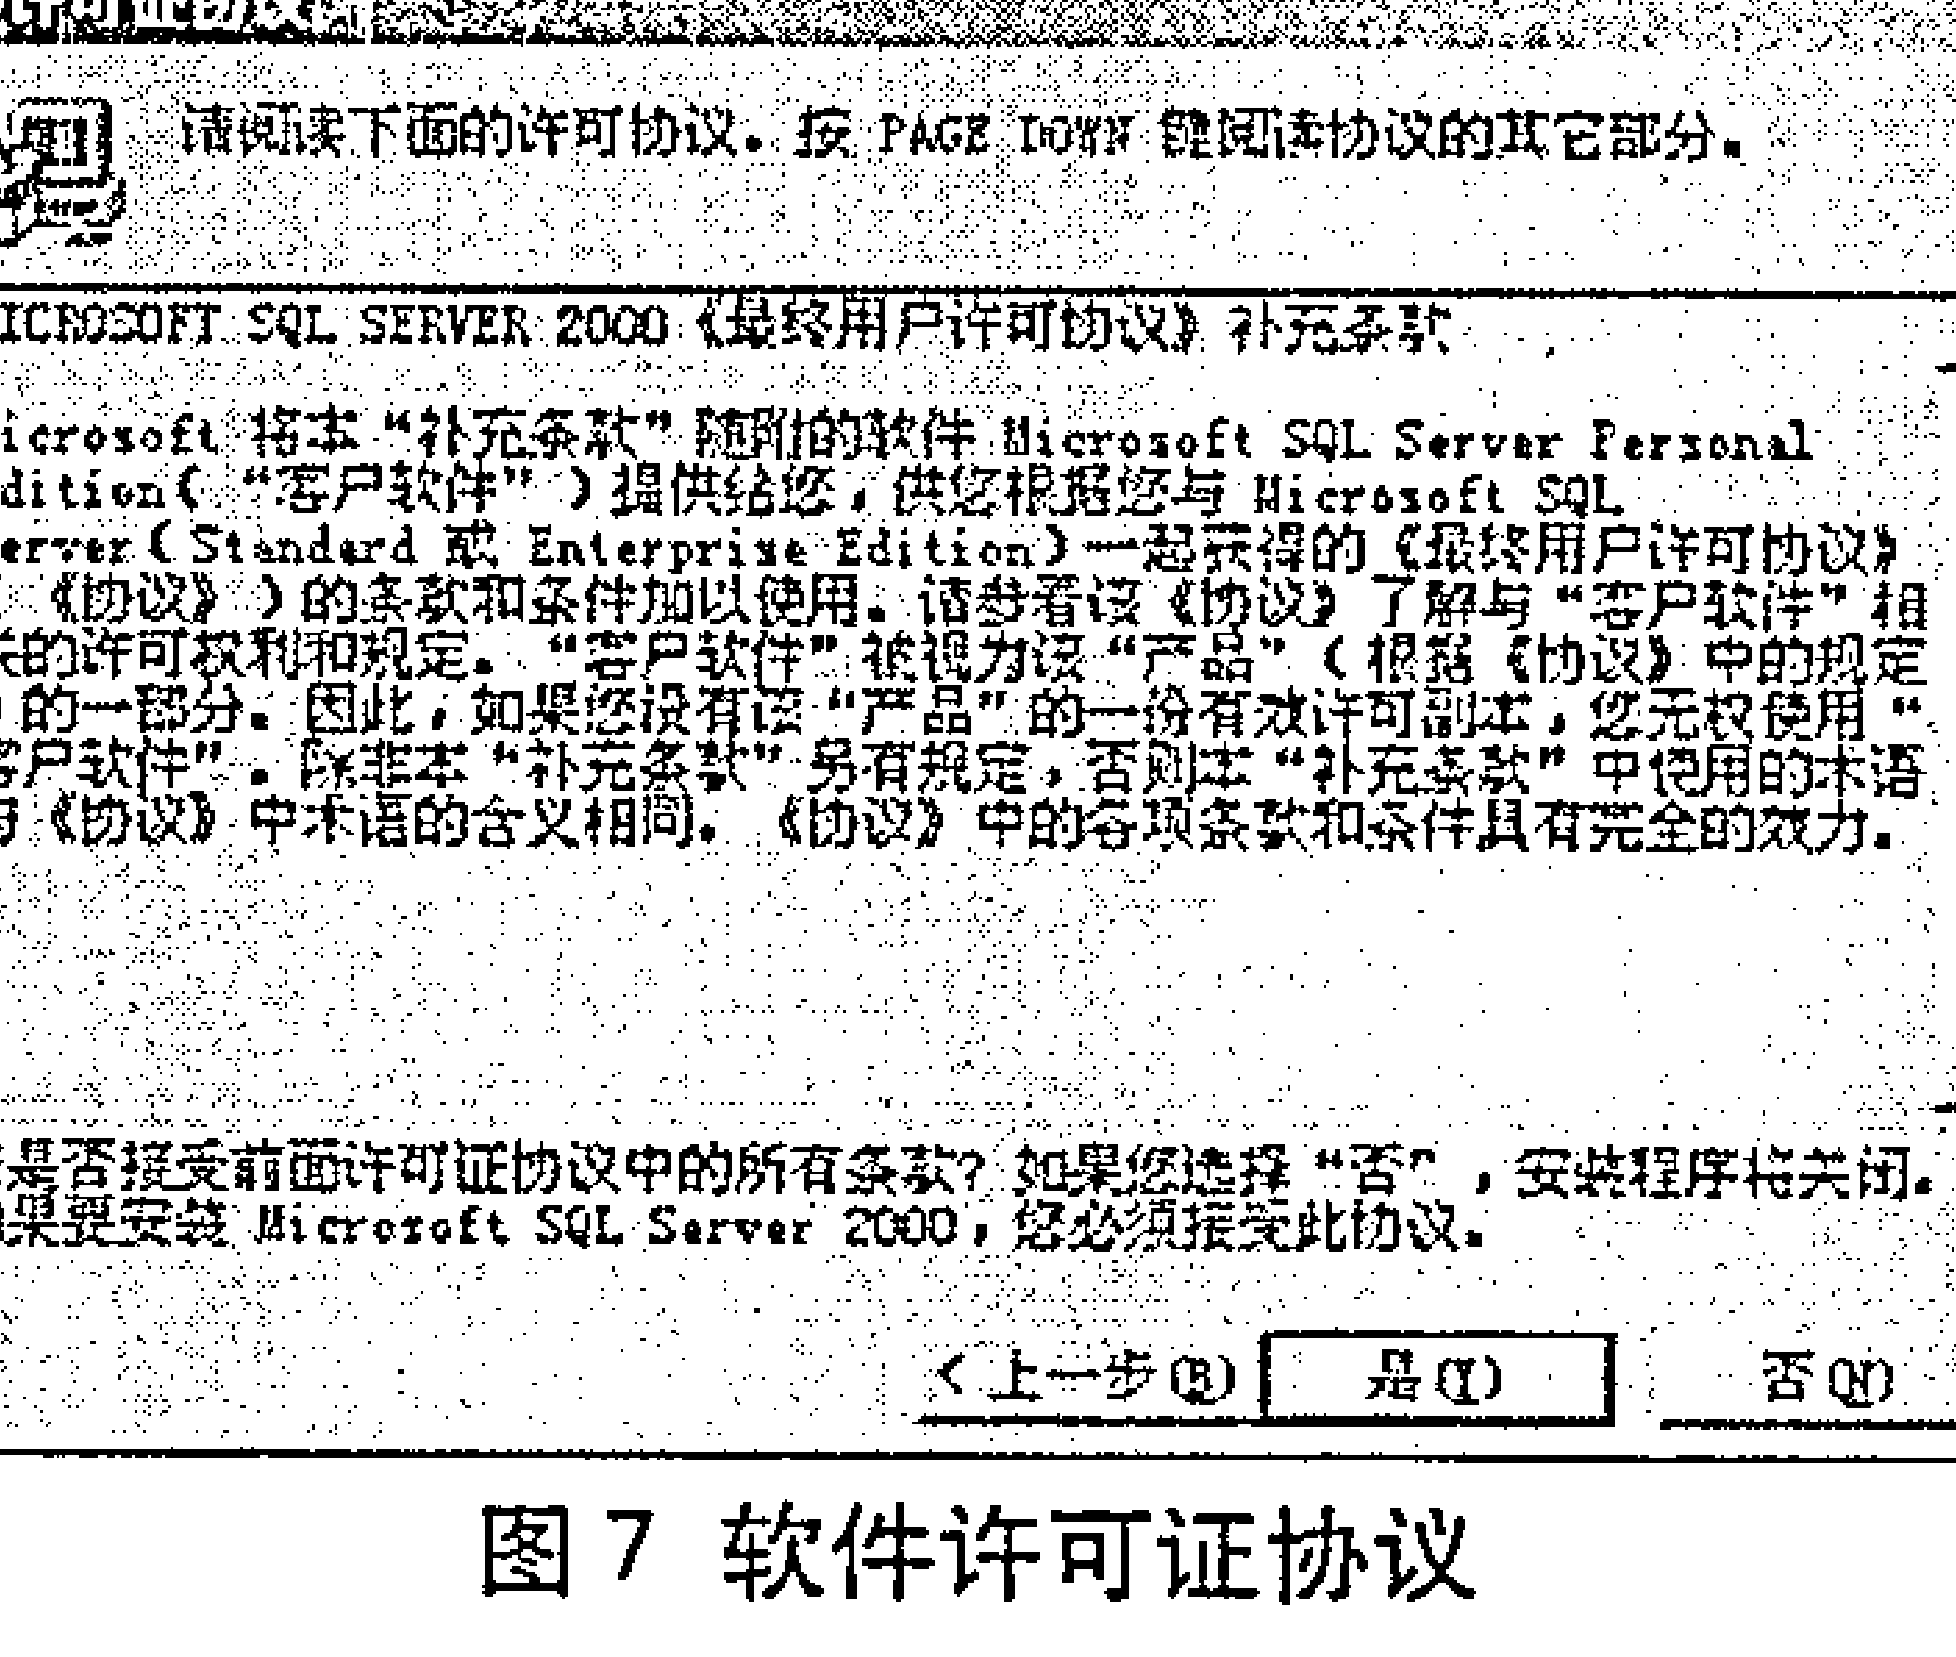 许可证协议
请阅读下面的许可协议。按 PAGE DOWN 键阅读协议的其它部分。
ICROSOFT SQL SERVER 2000《最终用户许可协议》补充条款
icrosoft 将本“补充条款”随附的软件 Microsoft SQL Server Personal
dition(“客户软件”)提供给您，供您根据您与 Microsoft SQL
erver(Standard 或 Enterprise Edition)一起获得的《最终用户许可协议》
《协议》)的条款和条件加以使用。请参看该《协议》了解与“客户软件”相
关的许可权利和规定。“客户软件”被视为该“产品”(根据《协议》中的规定
)的一部分。因此，如果您没有该“产品”的一份有效许可副本，您无权使用“
客户软件”。除非本“补充条款”另有规定，否则本“补充条款”中使用的术语
与《协议》中术语的含义相同。《协议》中的各项条款和条件具有完全的效力。
是否接受前面许可证协议中的所有条款?如果您选择“否”，安装程序将关闭。
果要安装 Microsoft SQL Server 2000，您必须接受此协议。
< 上一步(B) 是(Y) 否(N)
图 7 软件许可证协议